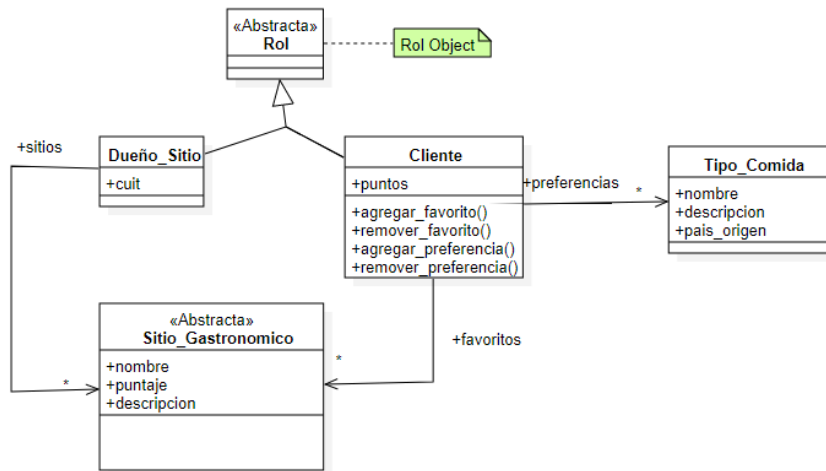 «Abstracta»
Rol
Rol Object
+sitios
Dueño_Sitio
+cuit
Cliente
+puntos
+agregar_favorito()
+remover_favorito()
+agregar_preferencia()
+remover_preferencia()
+preferencias
*
Tipo_Comida
+nombre
+descripcion
+pais_origen
«Abstracta»
Sitio_Gastronomico
+nombre
+puntaje
+descripcion
*
*
+favoritos